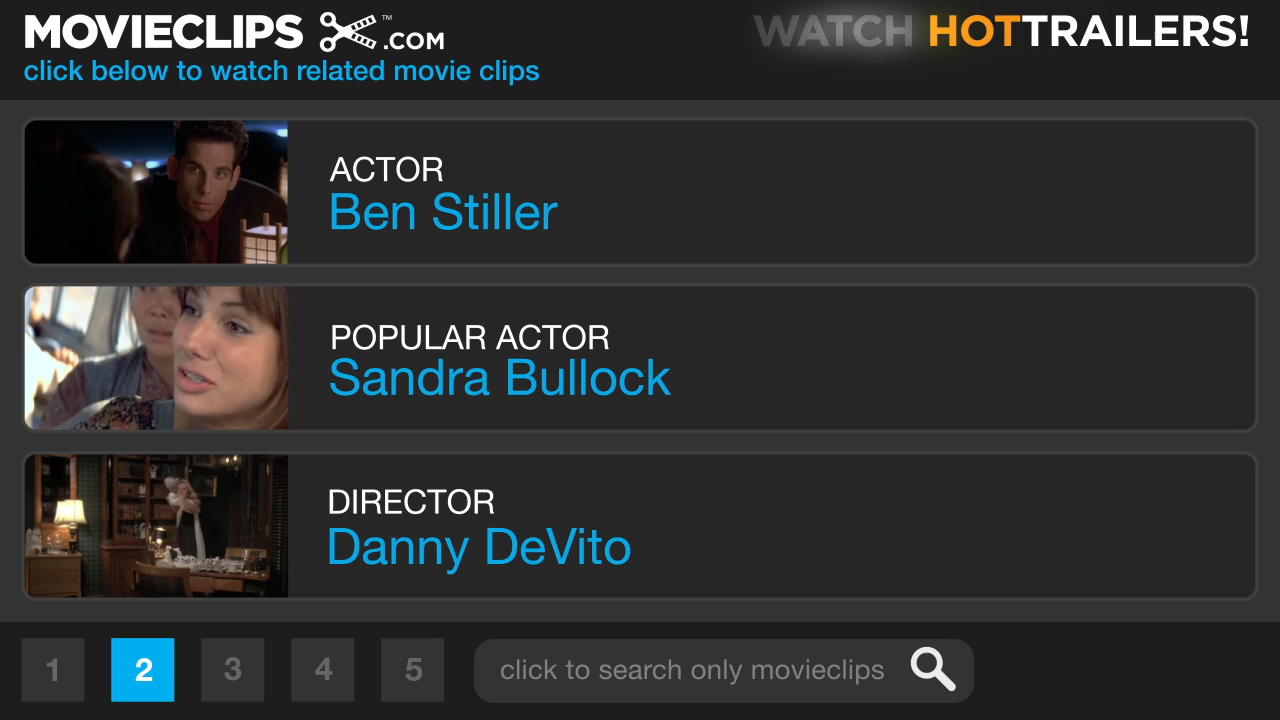 MOVIECLIPS ™ .COM
WATCH HOTTRAILERS!
click below to watch related movie clips
ACTOR
Ben Stiller
POPULAR ACTOR
Sandra Bullock
DIRECTOR
Danny DeVito
1 2 3 4 5
click to search only movieclips